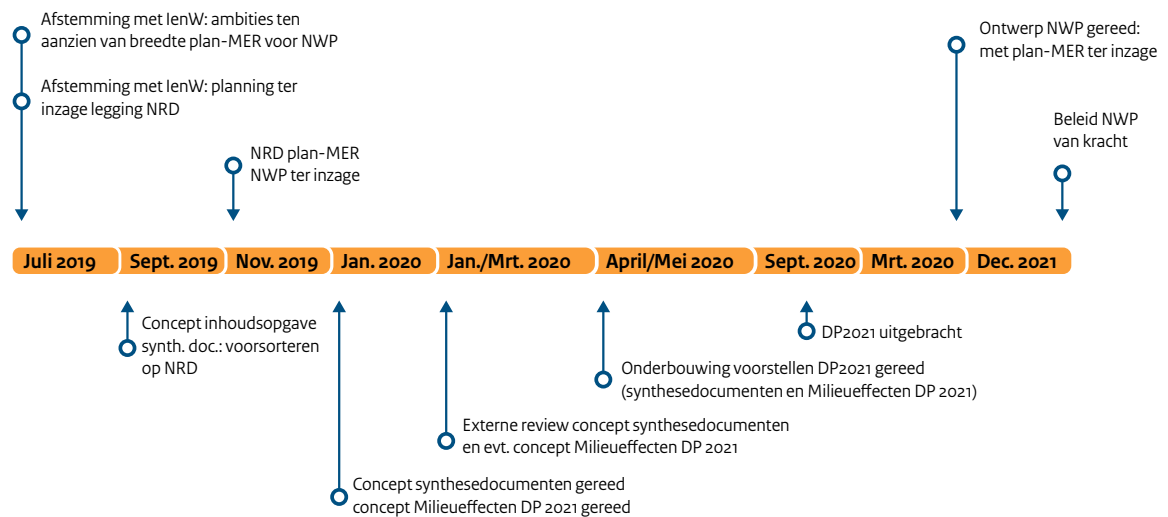 Afstemming met IenW: ambities ten
aanzien van breedte plan-MER voor NWP
Afstemming met IenW: planning ter
inzage legging NRD
NRD plan-MER
NWP ter inzage
Ontwerp NWP gereed:
met plan-MER ter inzage
Beleid NWP
van kracht
Juli 2019
Sept. 2019
Nov. 2019
Jan. 2020
Jan./Mrt. 2020
April/Mei 2020
Sept. 2020
Mrt. 2020
Dec. 2021
Concept inhoudsopgave
synth. doc.: voorsorteren
op NRD
DP2021 uitgebracht
Onderbouwing voorstellen DP2021 gereed
(synthesedocumenten en Milieueffecten DP 2021)
Externe review concept synthesedocumenten
en evt. concept Milieueffecten DP 2021
Concept synthesedocumenten gereed
concept Milieueffecten DP 2021 gereed